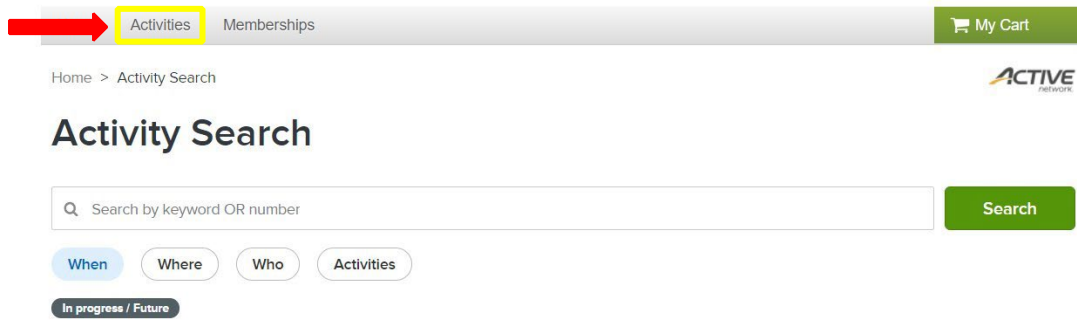 Activities Memberships My Cart
Home > Activity Search
ACTIVE
network
Activity Search
Search by keyword OR number Search
When Where Who Activities
In progress / Future